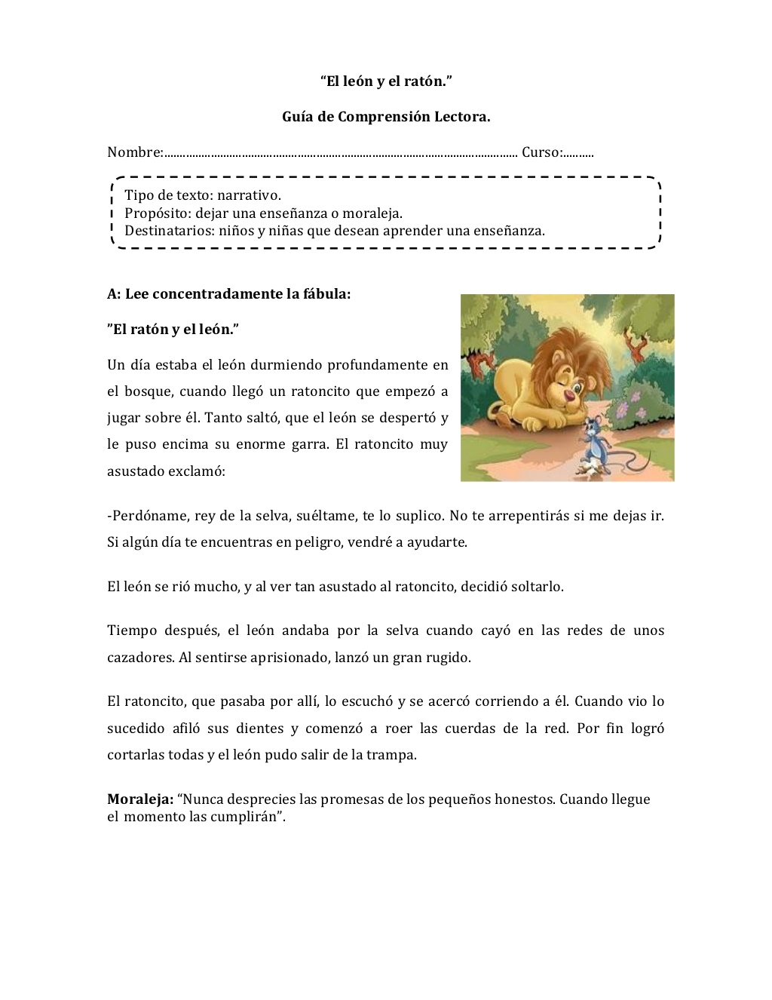 “El león y el ratón.”
Guía de Comprensión Lectora.
Nombre:.................................................................................................................... Curso:..........
Tipo de texto: narrativo.
Propósito: dejar una enseñanza o moraleja.
Destinatarios: niños y niñas que desean aprender una enseñanza.
A: Lee concentradamente la fábula:
”El ratón y el león.”
Un día estaba el león durmiendo profundamente en
el bosque, cuando llegó un ratoncito que empezó a
jugar sobre él. Tanto saltó, que el león se despertó y
le puso encima su enorme garra. El ratoncito muy
asustado exclamó:
-Perdóname, rey de la selva, suéltame, te lo suplico. No te arrepentirás si me dejas ir.
Si algún día te encuentras en peligro, vendré a ayudarte.
El león se rió mucho, y al ver tan asustado al ratoncito, decidió soltarlo.
Tiempo después, el león andaba por la selva cuando cayó en las redes de unos
cazadores. Al sentirse aprisionado, lanzó un gran rugido.
El ratoncito, que pasaba por allí, lo escuchó y se acercó corriendo a él. Cuando vio lo
sucedido afiló sus dientes y comenzó a roer las cuerdas de la red. Por fin logró
cortarlas todas y el león pudo salir de la trampa.
Moraleja: “Nunca desprecies las promesas de los pequeños honestos. Cuando llegue
el momento las cumplirán”.